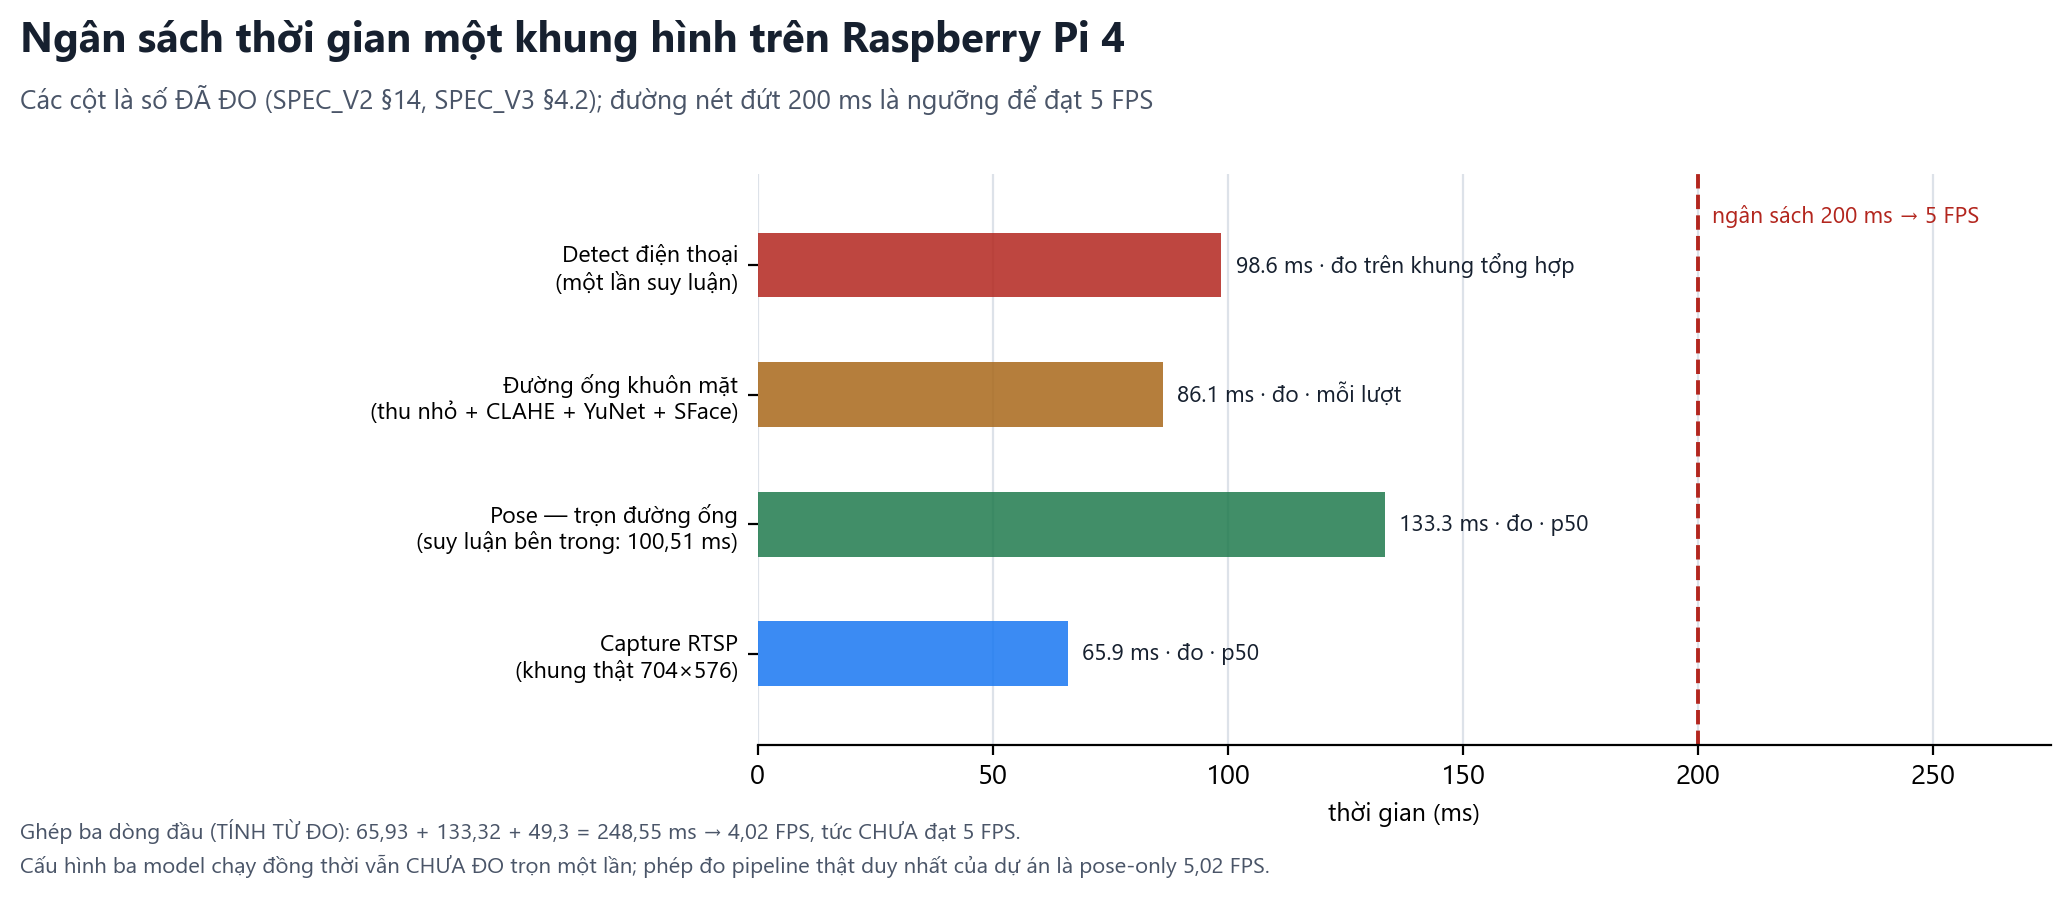 Ngân sách thời gian một khung hình trên Raspberry Pi 4
Các cột là số ĐÃ ĐO (SPEC_V2 §14, SPEC_V3 §4.2); đường nét đứt 200 ms là ngưỡng để đạt 5 FPS
ngân sách 200 ms → 5 FPS
Detect điện thoại
(một lần suy luận)
98.6 ms · đo trên khung tổng hợp
Đường ống khuôn mặt
(thu nhỏ + CLAHE + YuNet + SFace)
86.1 ms · đo · mỗi lượt
Pose — trọn đường ống
(suy luận bên trong: 100,51 ms)
133.3 ms · đo · p50
Capture RTSP
(khung thật 704×576)
65.9 ms · đo · p50
0 50 100 150 200 250
thời gian (ms)
Ghép ba dòng đầu (TÍNH TỪ ĐO): 65,93 + 133,32 + 49,3 = 248,55 ms → 4,02 FPS, tức CHƯA đạt 5 FPS.
Cấu hình ba model chạy đồng thời vẫn CHƯA ĐO trọn một lần; phép đo pipeline thật duy nhất của dự án là pose-only 5,02 FPS.